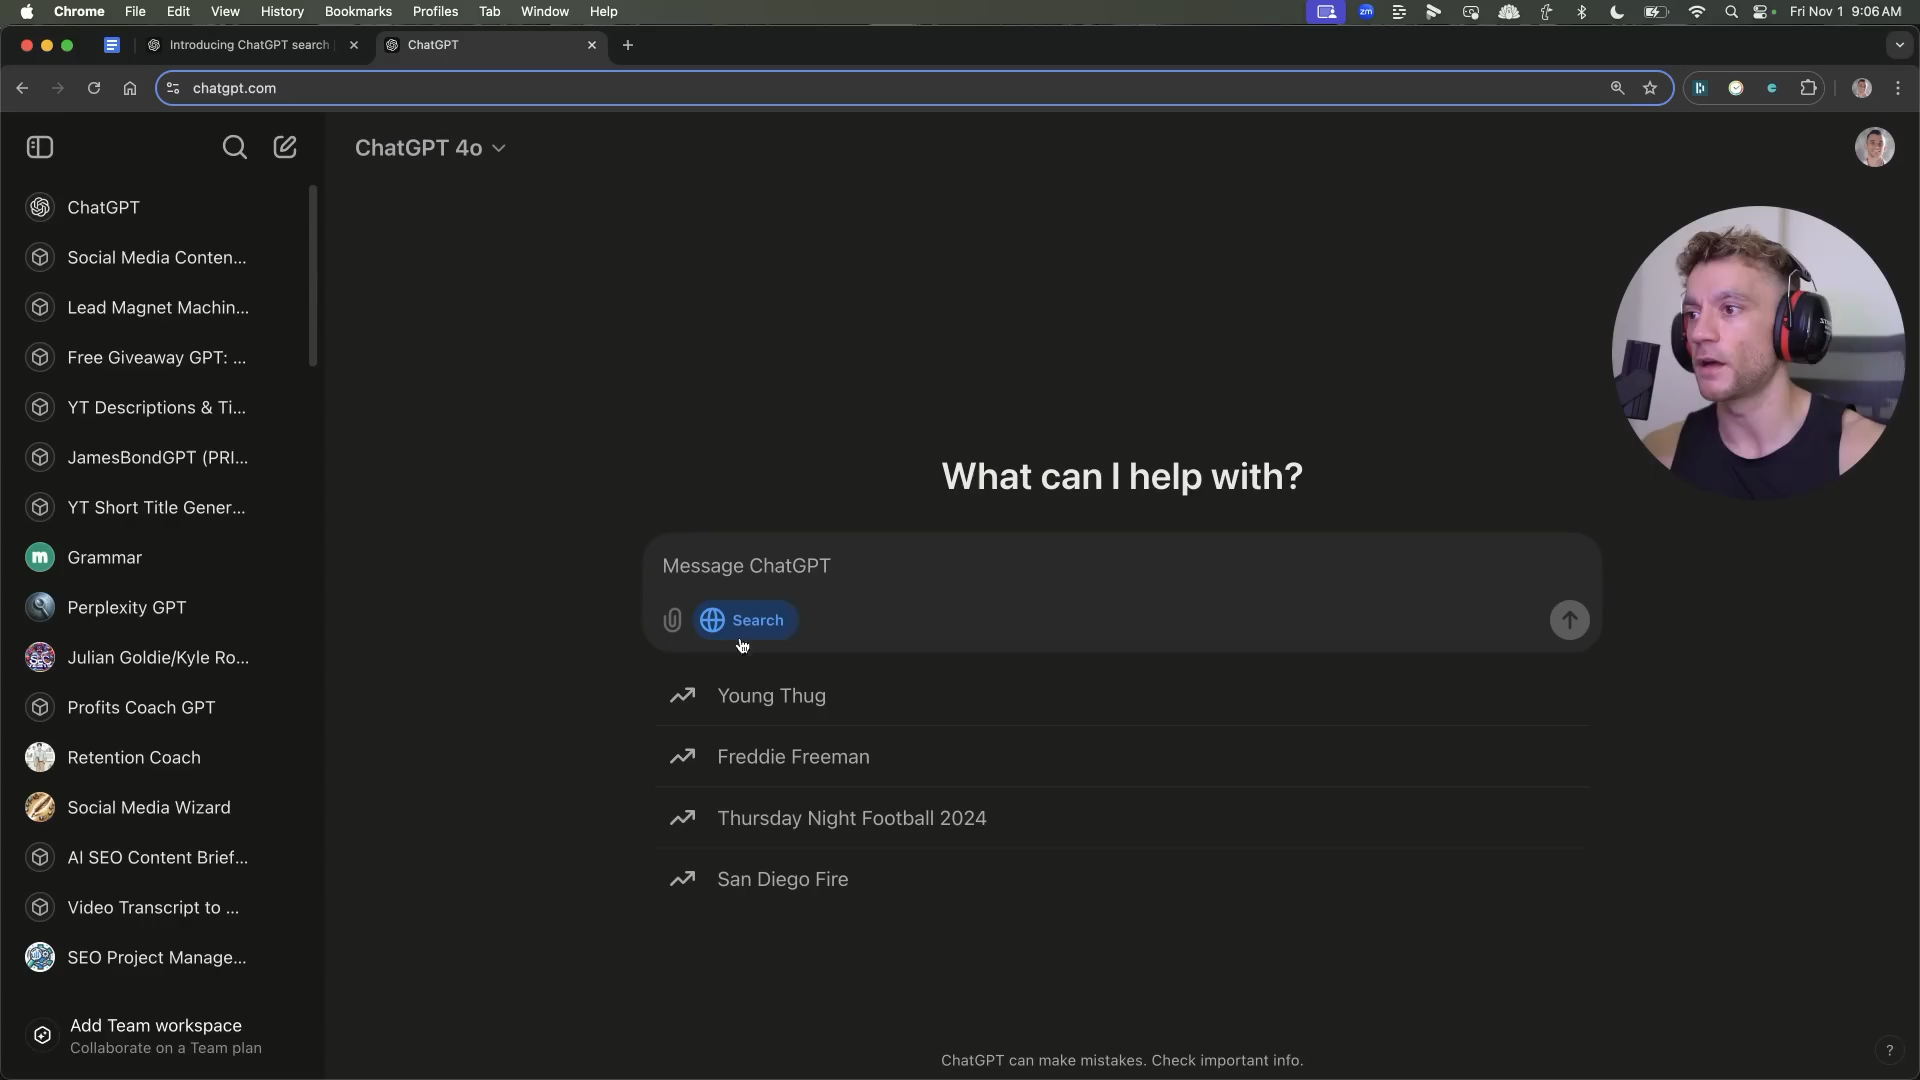 Chrome File Edit View History Bookmarks Profiles Tab Window Help
zm
Fri Nov 1 9:06 AM
Introducing ChatGPT search
ChatGPT
chatgpt.com
ChatGPT 4o
ChatGPT
Social Media Conten...
Lead Magnet Machin...
Free Giveaway GPT: ...
YT Descriptions & Ti...
JamesBondGPT (PRI...
YT Short Title Gener...
m
Grammar
Perplexity GPT
Julian Goldie/Kyle Ro...
Profits Coach GPT
Retention Coach
Social Media Wizard
AI SEO Content Brief...
Video Transcript to ...
SEO Project Manage...
Add Team workspace
Collaborate on a Team plan
What can I help with?
Message ChatGPT
Search
Young Thug
Freddie Freeman
Thursday Night Football 2024
San Diego Fire
ChatGPT can make mistakes. Check important info.
?